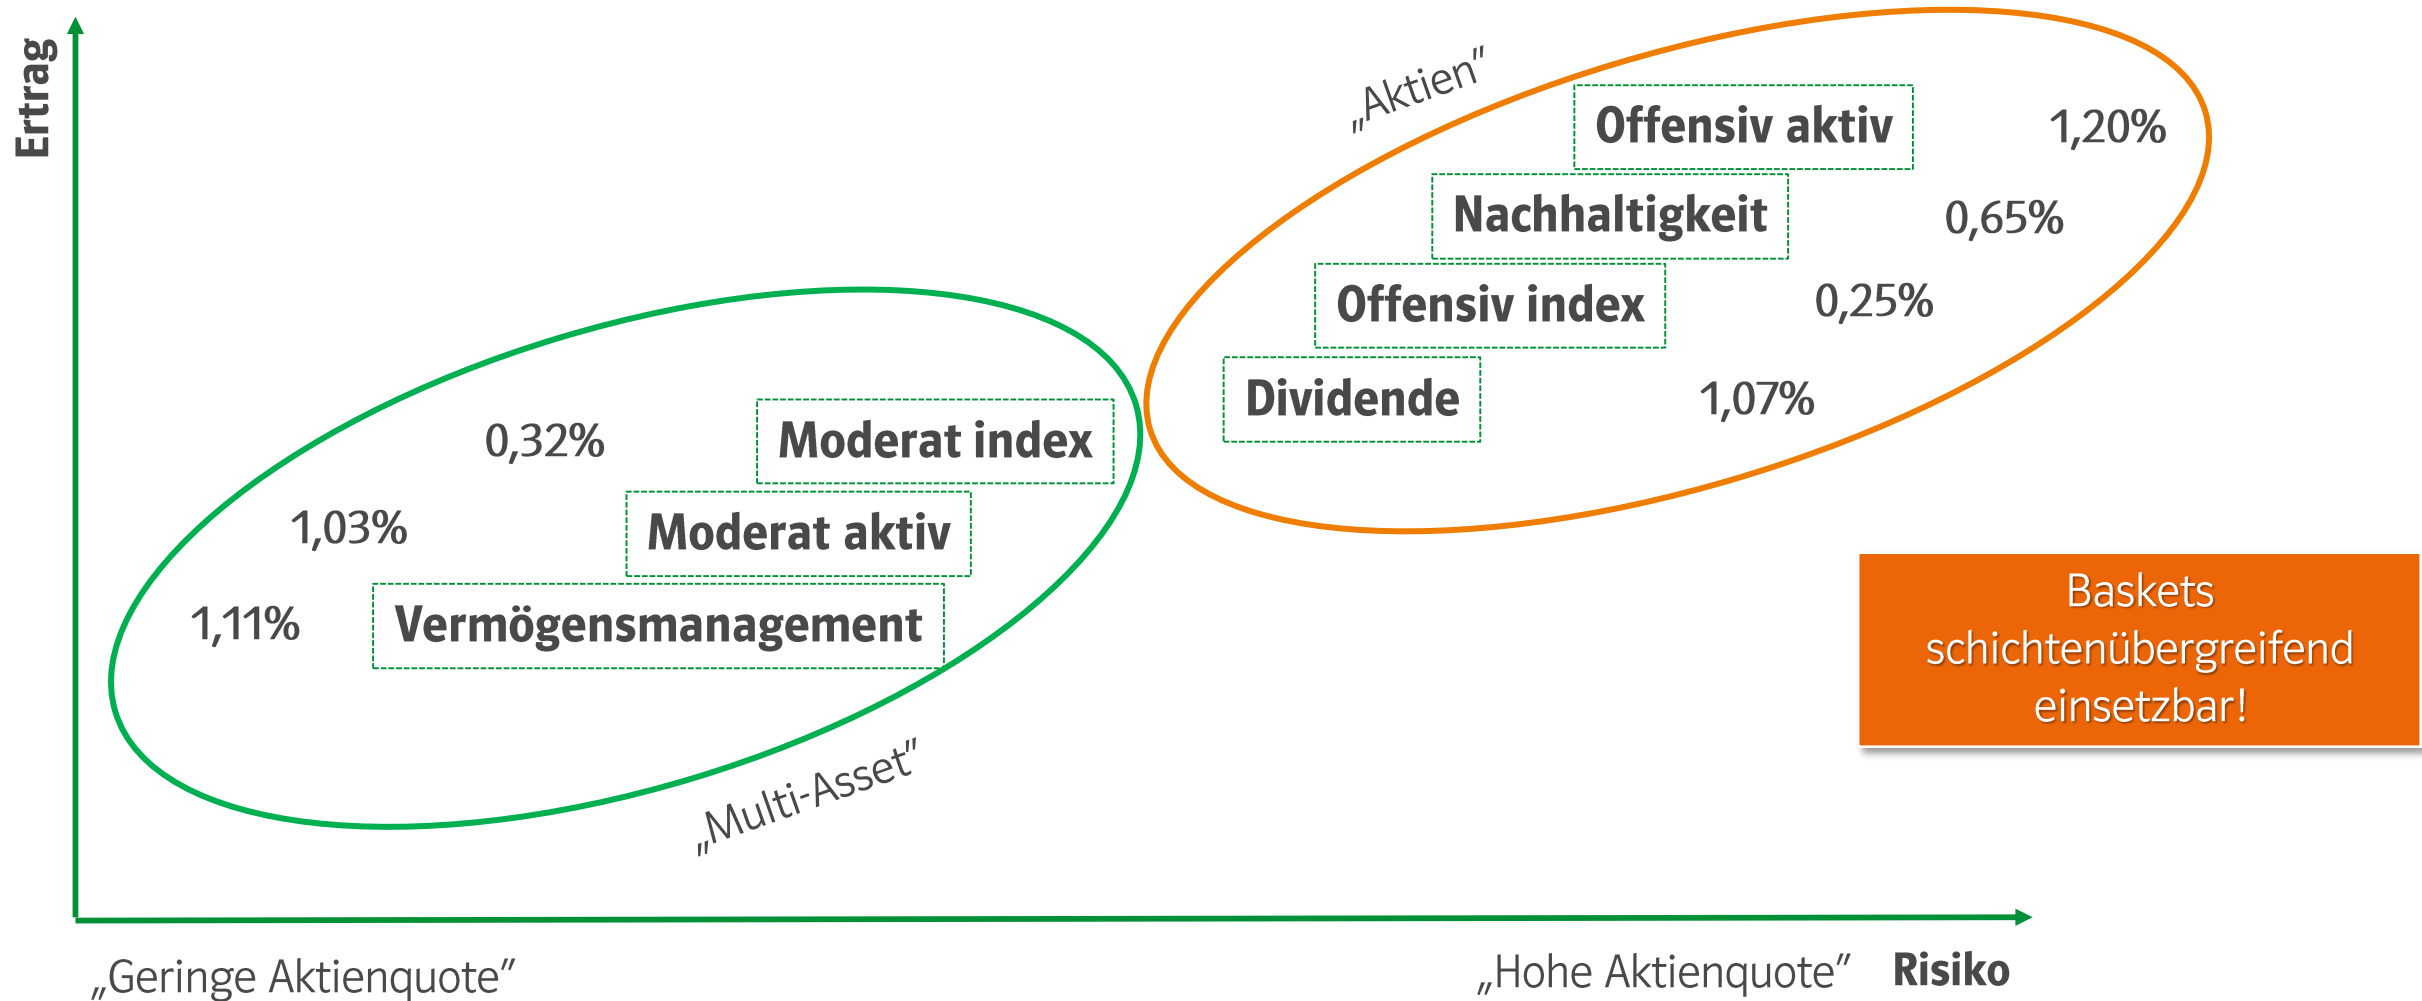 Ertrag
„Aktien”
Offensiv aktiv 1,20%
Nachhaltigkeit 0,65%
Offensiv index 0,25%
Dividende 1,07%
0,32% Moderat index
1,03% Moderat aktiv
1,11% Vermögensmanagement
„Multi-Asset”
Baskets
schichtenübergreifend
einsetzbar!
„Geringe Aktienquote” „Hohe Aktienquote” Risiko